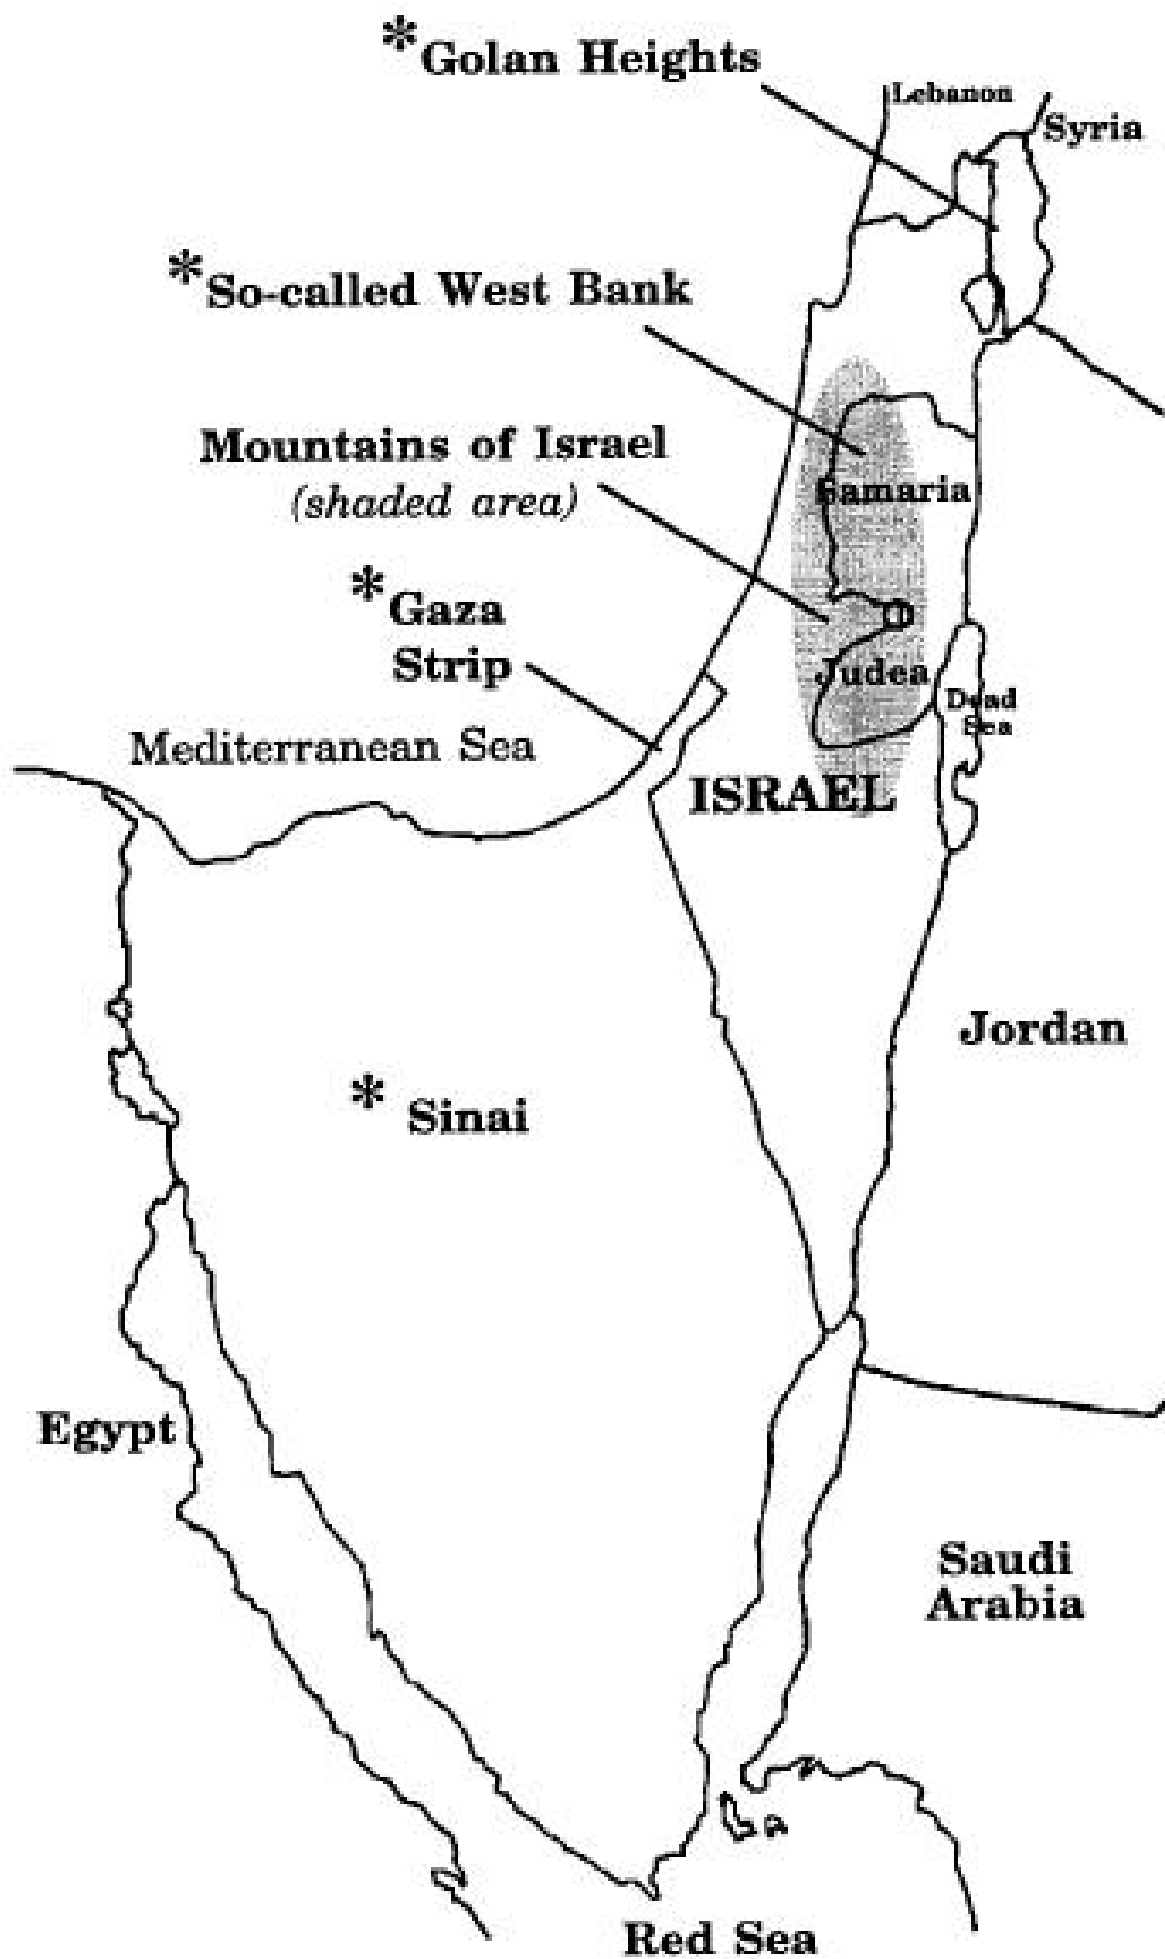 *Golan Heights
Lebanon
Syria
*So-called West Bank
Mountains of Israel
(shaded area)
Samaria
*Gaza
Strip
Judea
Dead
Sea
Mediterranean Sea
ISRAEL
Jordan
* Sinai
Egypt
Saudi
Arabia
Red Sea